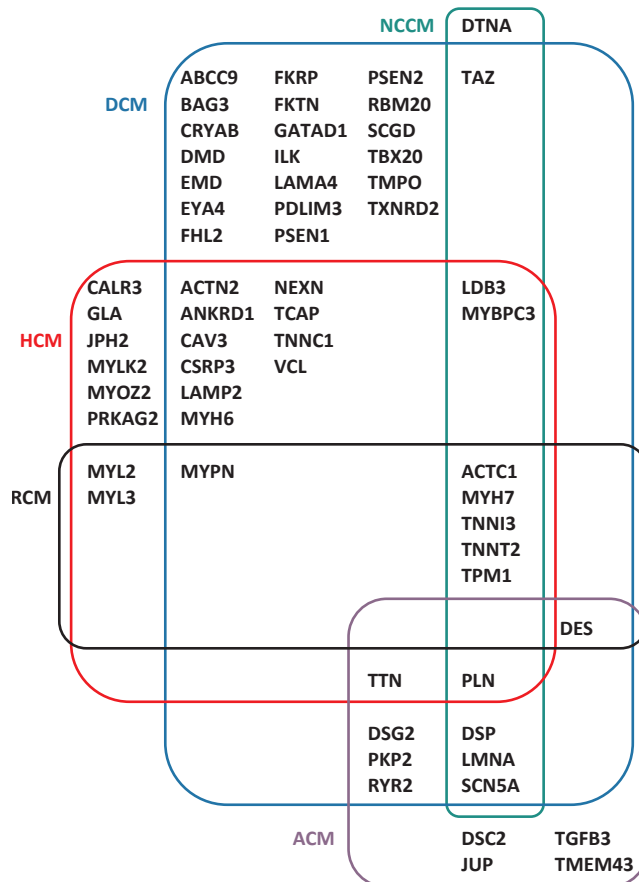 NCCM DTNA
DCM
ABCC9 FKRP PSEN2 TAZ
BAG3 FKTN RBM20
CRYAB GATAD1 SCGD
DMD ILK TBX20
EMD LAMA4 TMPO
EYA4 PDLIM3 TXNRD2
FHL2 PSEN1
HCM
CALR3 ACTN2 NEXN LDB3
GLA ANKRD1 TCAP MYBPC3
JPH2 CAV3 TNNC1
MYLK2 CSRP3 VCL
MYOZ2 LAMP2
PRKAG2 MYH6
RCM
MYL2 MYPN ACTC1
MYL3 MYH7
TNNI3
TNNT2
TPM1
DES
TTN PLN
DSG2 DSP
PKP2 LMNA
RYR2 SCN5A
ACM
DSC2 TGFB3
JUP TMEM43